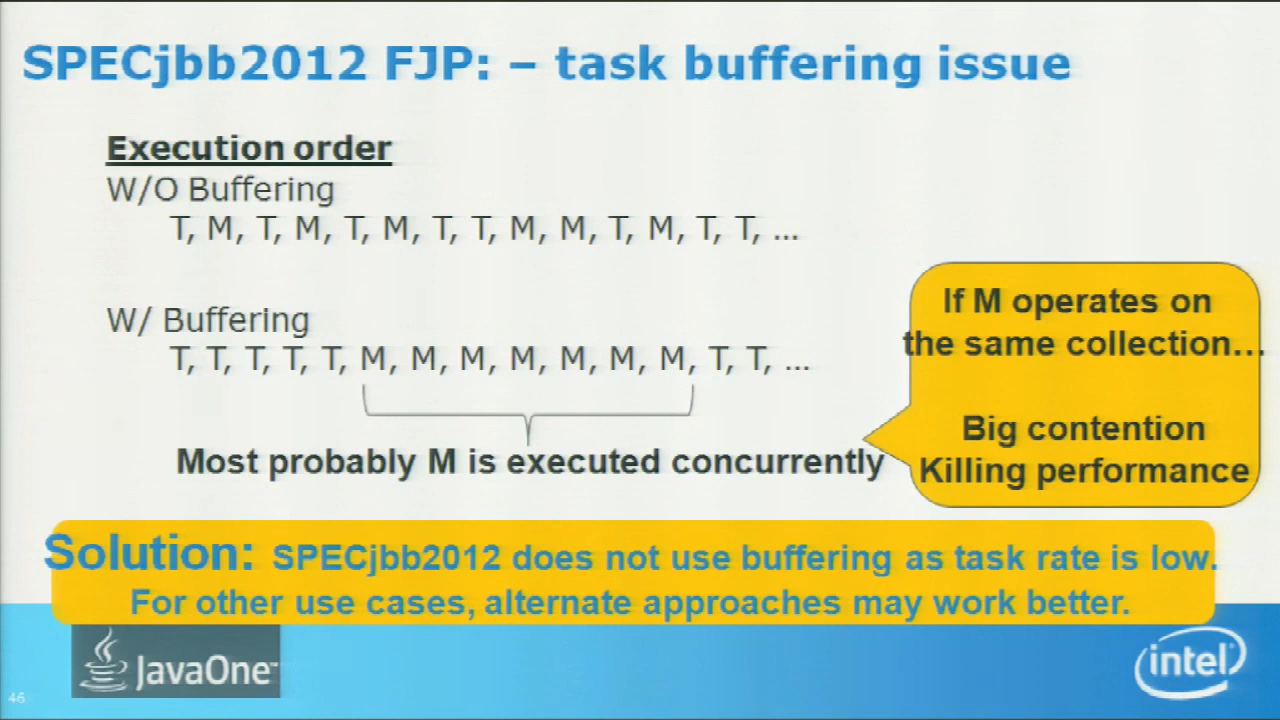 SPECjbb2012 FJP: – task buffering issue
Execution order
W/O Buffering
T, M, T, M, T, M, T, T, M, M, T, M, T, T, ...
W/ Buffering
T, T, T, T, T, M, M, M, M, M, M, M, T, T, ...
Most probably M is executed concurrently
If M operates on
the same collection...
Big contention
Killing performance
Solution: SPECjbb2012 does not use buffering as task rate is low.
For other use cases, alternate approaches may work better.
JavaOne™
intel
46